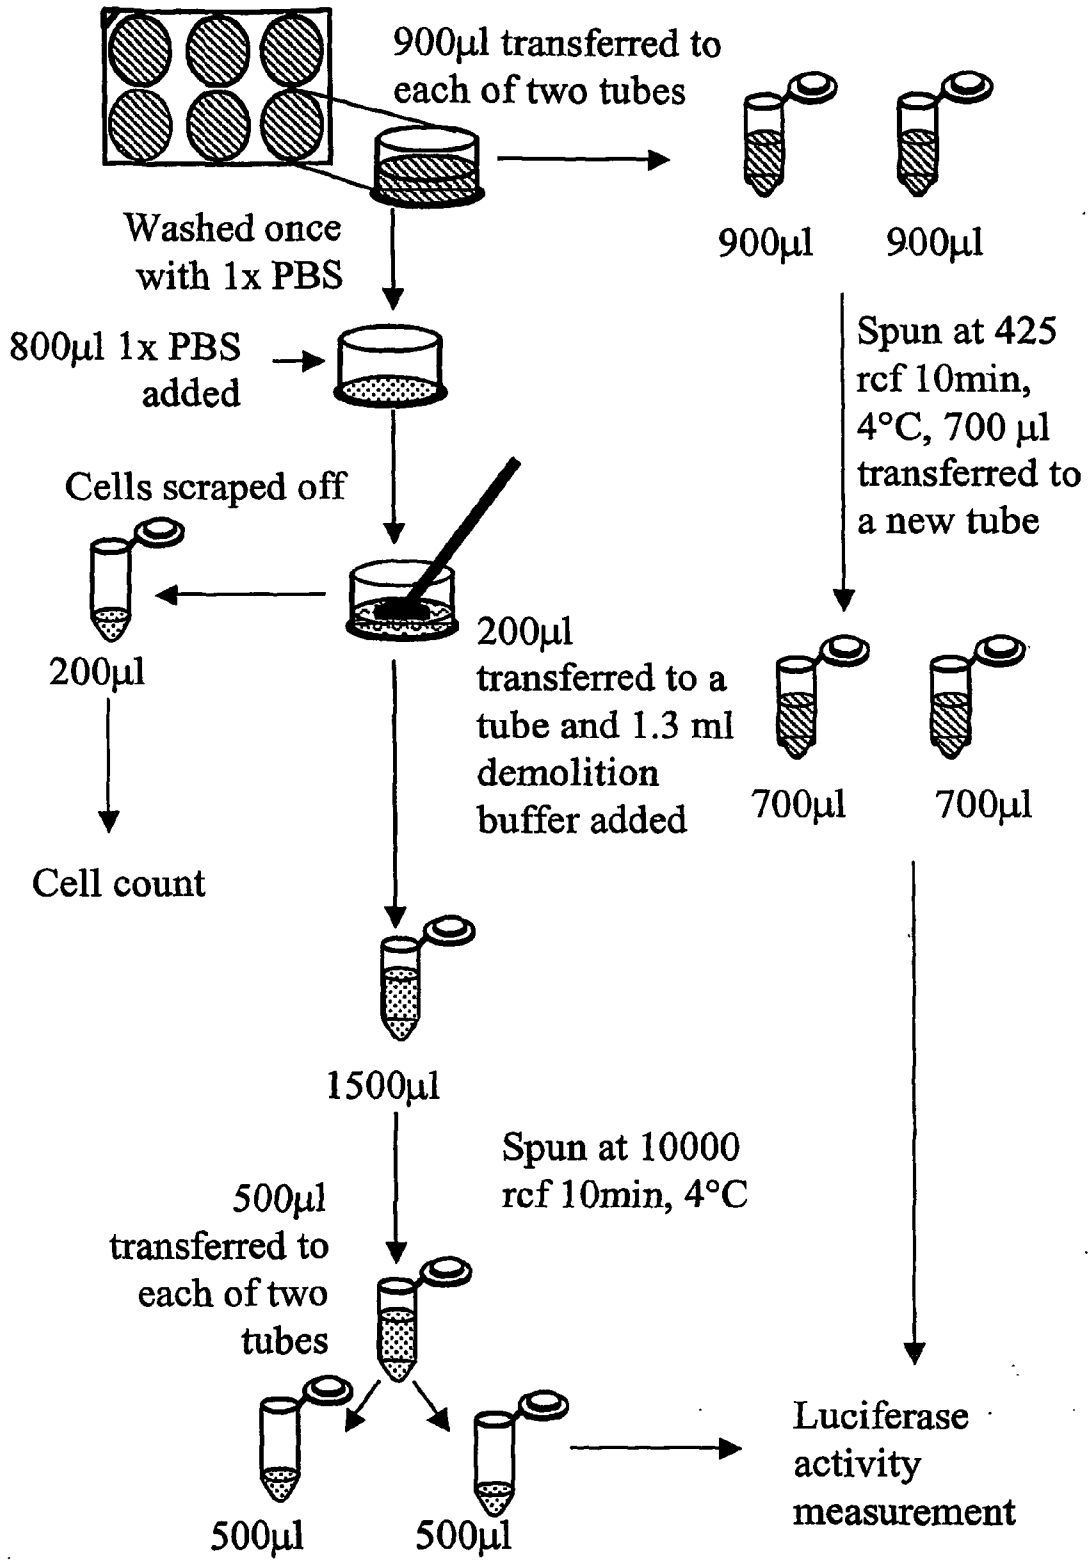 900μl transferred to
each of two tubes
900μl
900μl
Washed once
with 1x PBS
800μl 1x PBS
added
Spun at 425
rcf 10min,
4°C, 700 μl
transferred to
a new tube
Cells scraped off
200μl
200μl
transferred to a
tube and 1.3 ml
demolition
buffer added
700μl
700μl
Cell count
1500μl
Spun at 10000
rcf 10min, 4°C
500μl
transferred to
each of two
tubes
500μl
500μl
Luciferase
activity
measurement